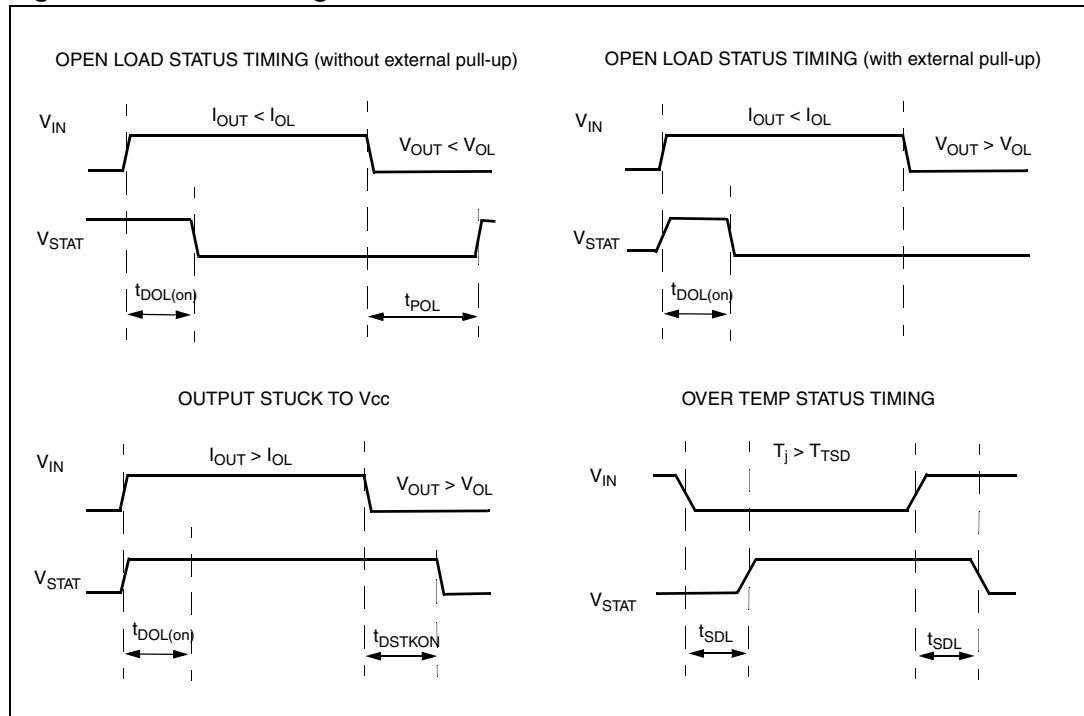 OPEN LOAD STATUS TIMING (without external pull-up)
V_IN
I_OUT < I_OL
V_OUT < V_OL
V_STAT
t_DOL(on)
t_POL
OPEN LOAD STATUS TIMING (with external pull-up)
V_IN
I_OUT < I_OL
V_OUT > V_OL
V_STAT
t_DOL(on)
OUTPUT STUCK TO Vcc
V_IN
I_OUT > I_OL
V_OUT > V_OL
V_STAT
t_DOL(on)
t_DSTKON
OVER TEMP STATUS TIMING
V_IN
T_j > T_TSD
V_STAT
t_SDL
t_SDL